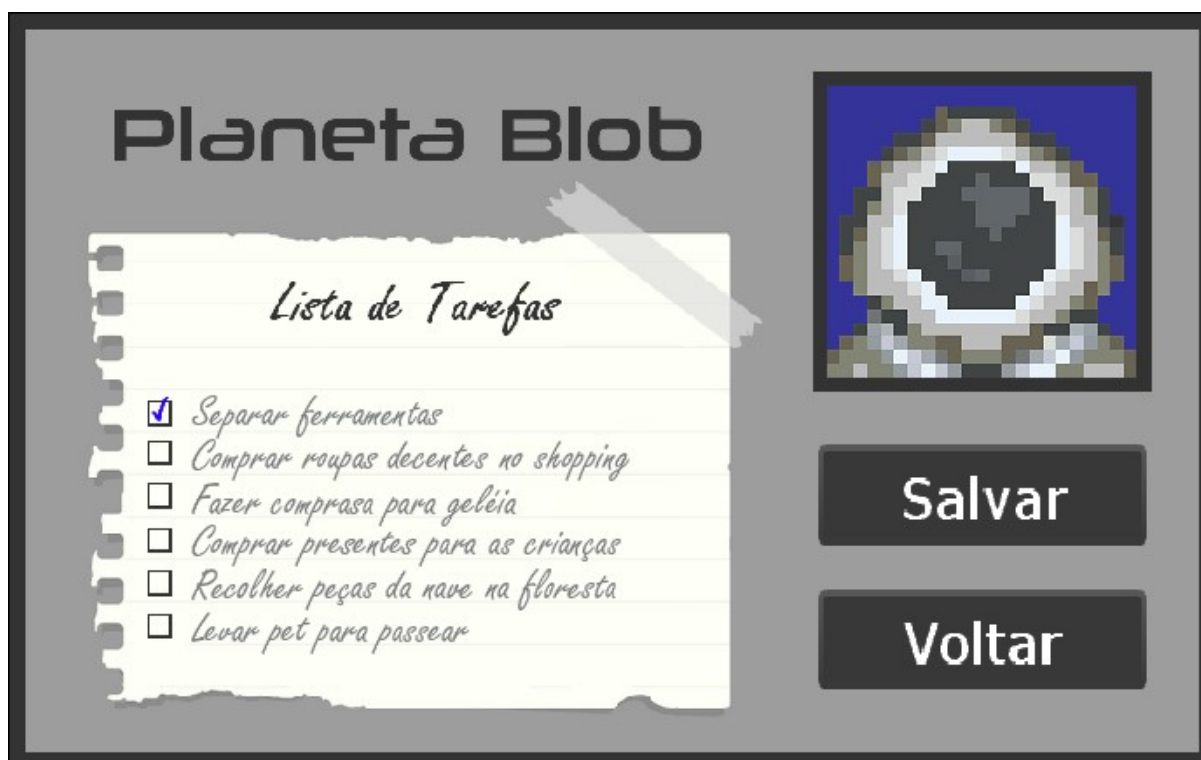 Planeta Blob
Lista de Tarefas
Separar ferramentas
Comprar roupas decentes no shopping
Fazer comprasa para geléia
Comprar presentes para as crianças
Recolher peças da nave na floresta
Levar pet para passear
Salvar
Voltar